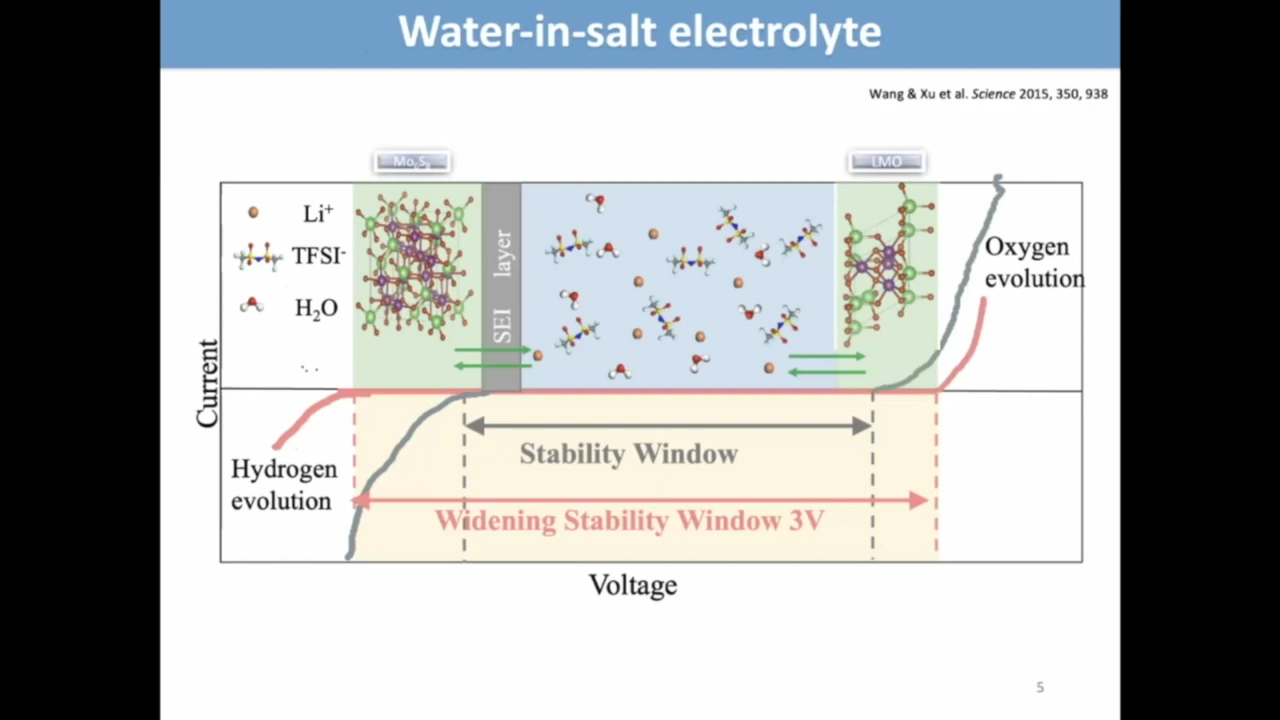 Water-in-salt electrolyte
Wang & Xu et al. Science 2015, 350, 938
Mo₆S₈
LMO
Li⁺
TFSI⁻
H₂O
SEI layer
Oxygen
evolution
Current
Stability Window
Hydrogen
evolution
Widening Stability Window 3V
Voltage
5